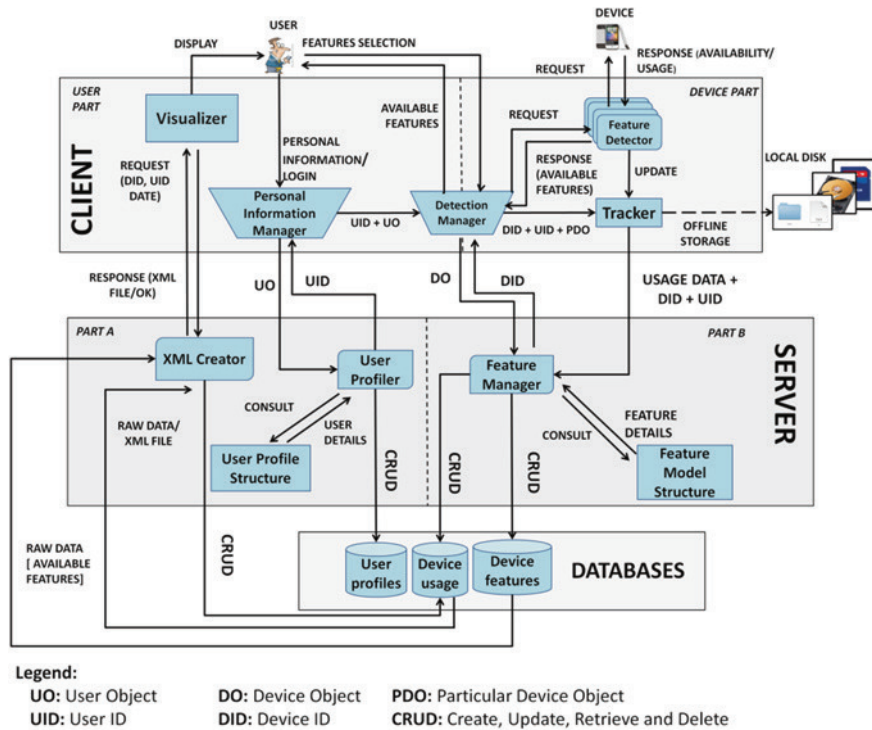 USER
DEVICE
DISPLAY
FEATURES SELECTION
RESPONSE (AVAILABILITY/
USAGE)
REQUEST
USER
PART
DEVICE PART
CLIENT
Visualizer
AVAILABLE
FEATURES
REQUEST
Feature
Detector
PERSONAL
INFORMATION/
LOGIN
REQUEST
(DID, UID
DATE)
RESPONSE
(AVAILABLE
FEATURES)
UPDATE
LOCAL DISK
Personal
Information
Manager
UID + UO
Detection
Manager
DID + UID + PDO
Tracker
OFFLINE
STORAGE
RESPONSE (XML
FILE/OK)
UO
UID
DO
DID
USAGE DATA +
DID + UID
PART A
PART B
SERVER
XML Creator
User
Profiler
Feature
Manager
RAW DATA/
XML FILE
CONSULT
USER
DETAILS
CONSULT
FEATURE
DETAILS
User Profile
Structure
Feature
Model
Structure
CRUD
CRUD
CRUD
RAW DATA
[ AVAILABLE
FEATURES]
CRUD
User
profiles
Device
usage
Device
features
DATABASES
Legend:
UO: User Object DO: Device Object PDO: Particular Device Object
UID: User ID DID: Device ID CRUD: Create, Update, Retrieve and Delete